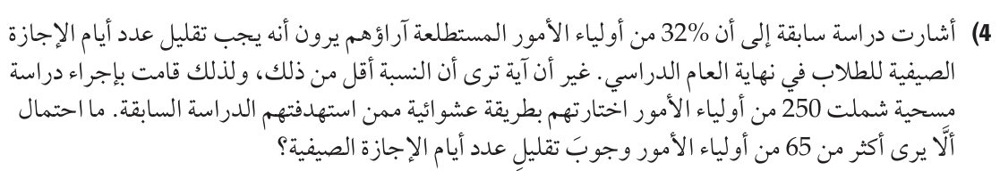 (4 أشارت دراسة سابقة إلى أن 32% من أولياء الأمور المستطلعة آراؤهم يرون أنه يجب تقليل عدد أيام الإجازة
الصيفية للطلاب في نهاية العام الدراسي. غير أن آية ترى أن النسبة أقل من ذلك، ولذلك قامت بإجراء دراسة
مسحية شملت 250 من أولياء الأمور اختارتهم بطريقة عشوائية ممن استهدفتهم الدراسة السابقة. ما احتمال
ألَّا يرى أكثر من 65 من أولياء الأمور وجوبَ تقليلِ عدد أيام الإجازة الصيفية؟